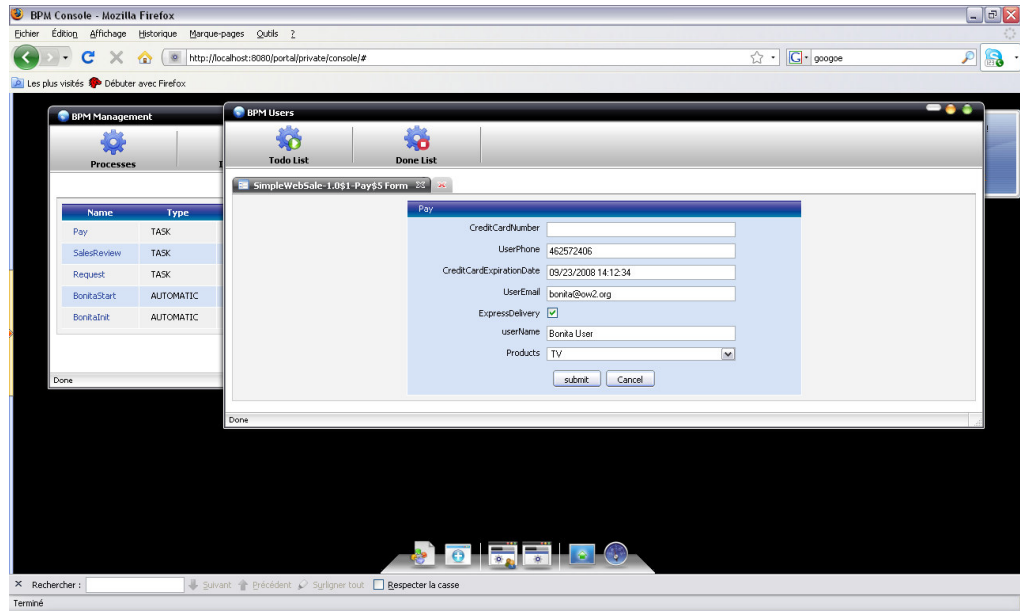 BPM Console - Mozilla Firefox
Fichier Édition Affichage Historique Marque-pages Outils ?
http://localhost:8080/portal/private/console/# googoe
Les plus visités Débuter avec Firefox
BPM Management
Processes
Name Type
Pay TASK
SalesReview TASK
Request TASK
BonitaStart AUTOMATIC
BonitaInit AUTOMATIC
Done
BPM Users
Todo List Done List
SimpleWebSale-1.0$1-Pay$5 Form
Pay
CreditCardNumber
UserPhone 462572406
CreditCardExpirationDate 09/23/2008 14:12:34
UserEmail bonita@ow2.org
ExpressDelivery
userName Bonita User
Products TV
submit Cancel
Done
Rechercher : Suivant Précédent Surligner tout Respecter la casse
Terminé